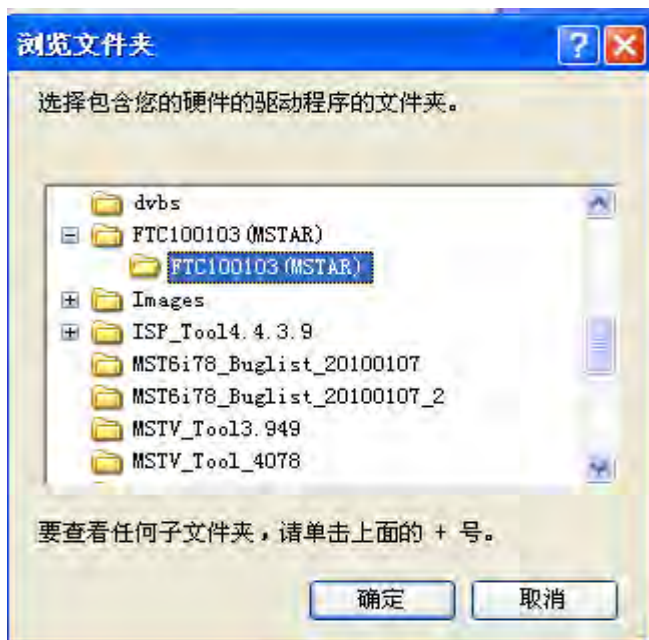 浏览文件夹
选择包含您的硬件的驱动程序的文件夹。
dvbs
FTC100103(MSTAR)
FTC100103(MSTAR)
Images
ISP_Tool4.4.3.9
MST6i78_Buglist_20100107
MST6i78_Buglist_20100107_2
MSTV_Tool3.949
MSTV_Tool_4078
要查看任何子文件夹，请单击上面的 + 号。
确定 取消